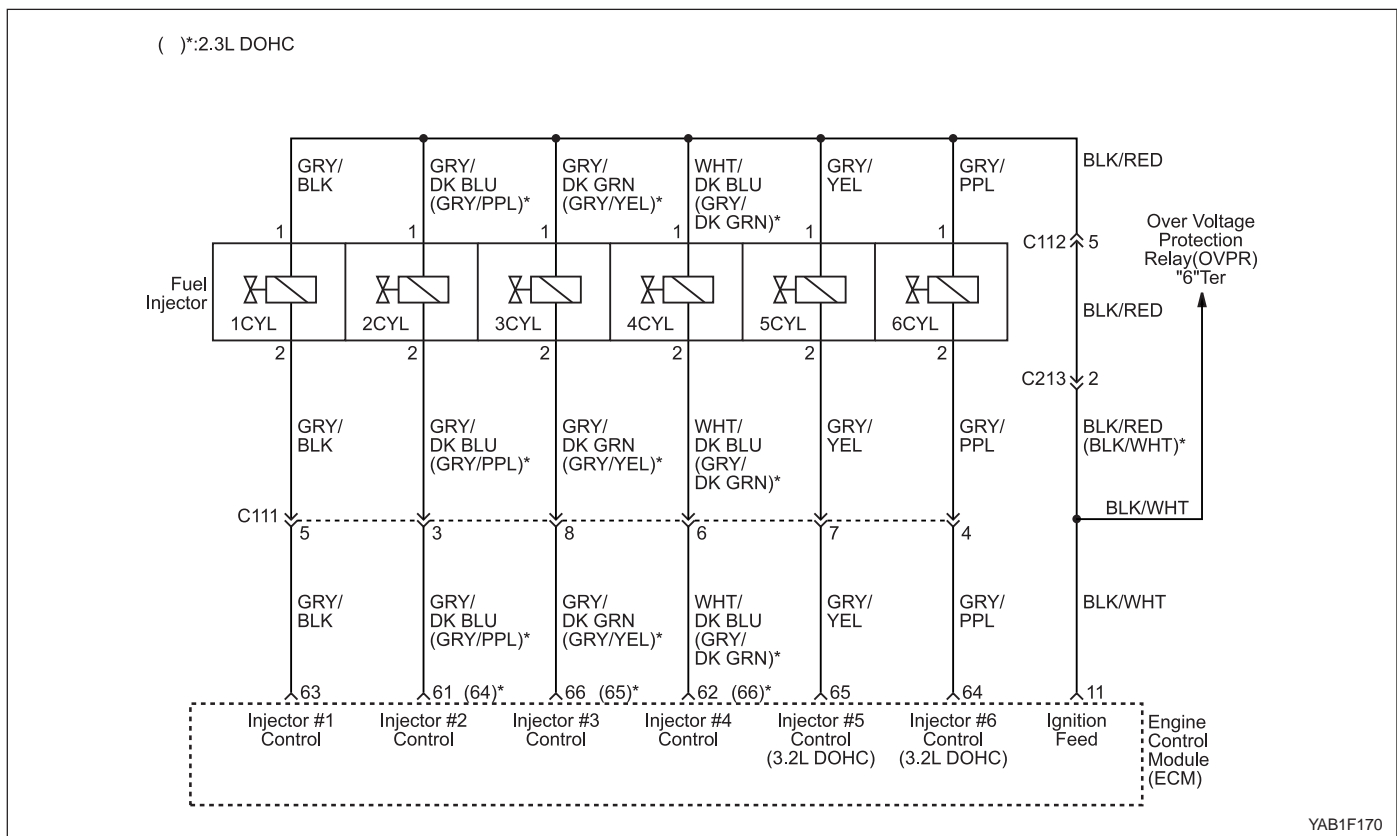 ( )*:2.3L DOHC
GRY/
BLK
GRY/
DK BLU
(GRY/PPL)*
GRY/
DK GRN
(GRY/YEL)*
WHT/
DK BLU
(GRY/
DK GRN)*
GRY/
YEL
GRY/
PPL
BLK/RED
1 1 1 1 1 1
C112 5
Over Voltage
Protection
Relay(OVPR)
"6"Ter
Fuel
Injector
1CYL 2CYL 3CYL 4CYL 5CYL 6CYL
BLK/RED
2 2 2 2 2 2
C213 2
GRY/
BLK
GRY/
DK BLU
(GRY/PPL)*
GRY/
DK GRN
(GRY/YEL)*
WHT/
DK BLU
(GRY/
DK GRN)*
GRY/
YEL
GRY/
PPL
BLK/RED
(BLK/WHT)*
BLK/WHT
C111
5 3 8 6 7 4
GRY/
BLK
GRY/
DK BLU
(GRY/PPL)*
GRY/
DK GRN
(GRY/YEL)*
WHT/
DK BLU
(GRY/
DK GRN)*
GRY/
YEL
GRY/
PPL
BLK/WHT
63 61 (64)* 66 (65)* 62 (66)* 65 64 11
Injector #1
Control
Injector #2
Control
Injector #3
Control
Injector #4
Control
Injector #5
Control
(3.2L DOHC)
Injector #6
Control
(3.2L DOHC)
Ignition
Feed
Engine
Control
Module
(ECM)
YAB1F170